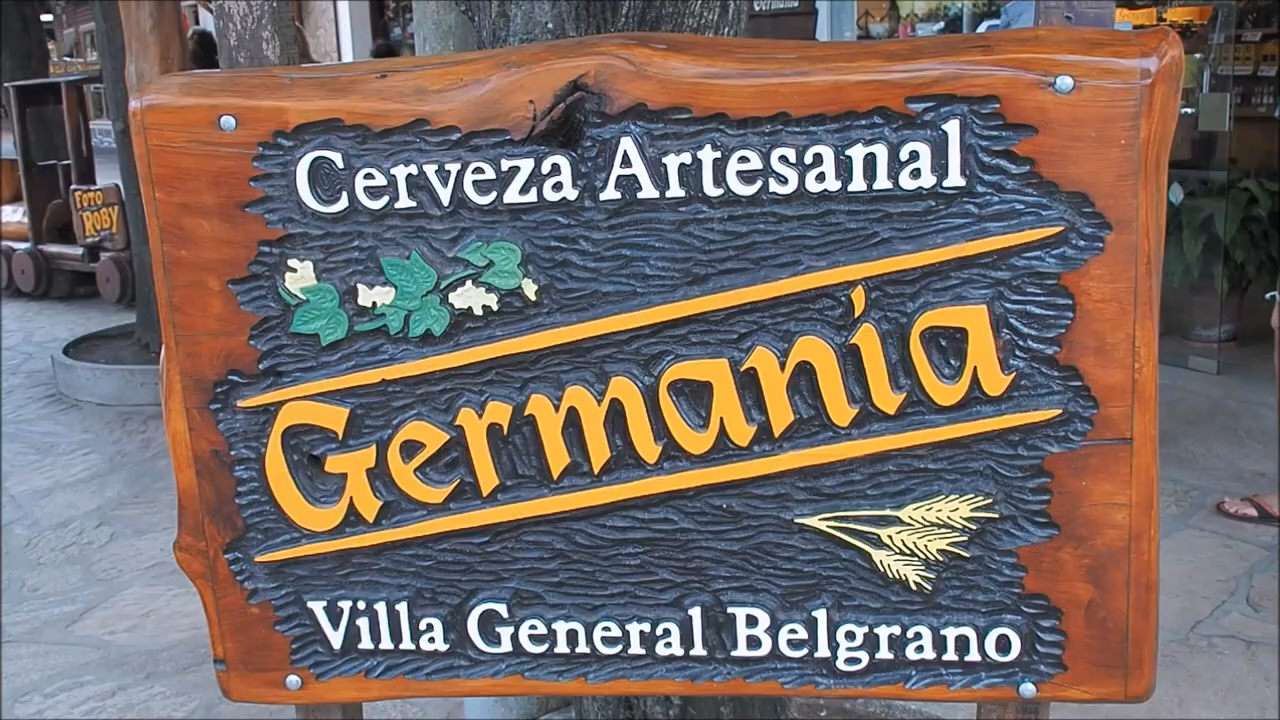 Cerveza Artesanal
Germania
Villa General Belgrano
FOTO
ROBY